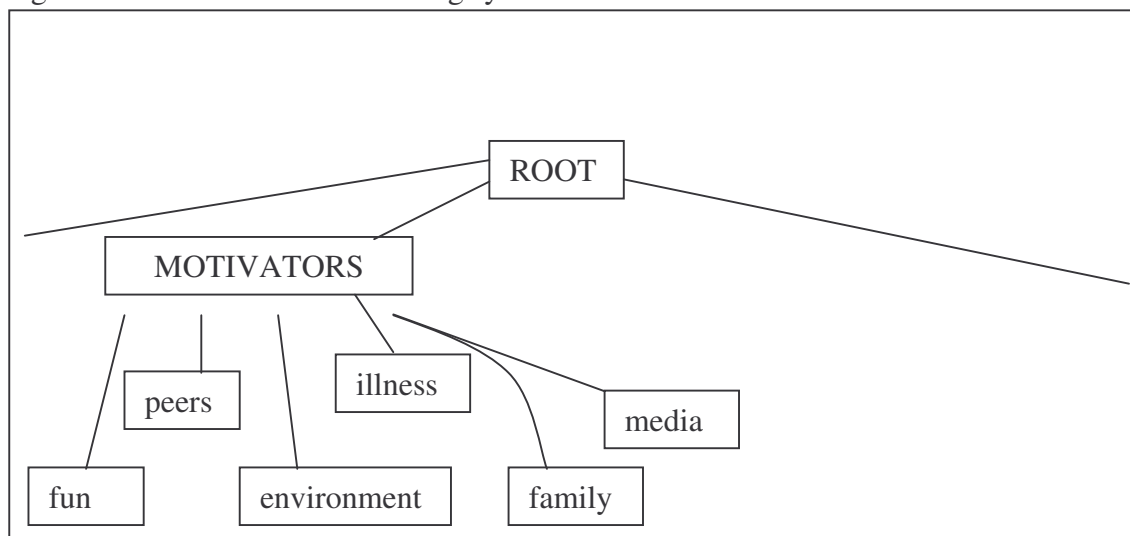 ROOT
MOTIVATORS
illness
peers
media
fun
environment
family